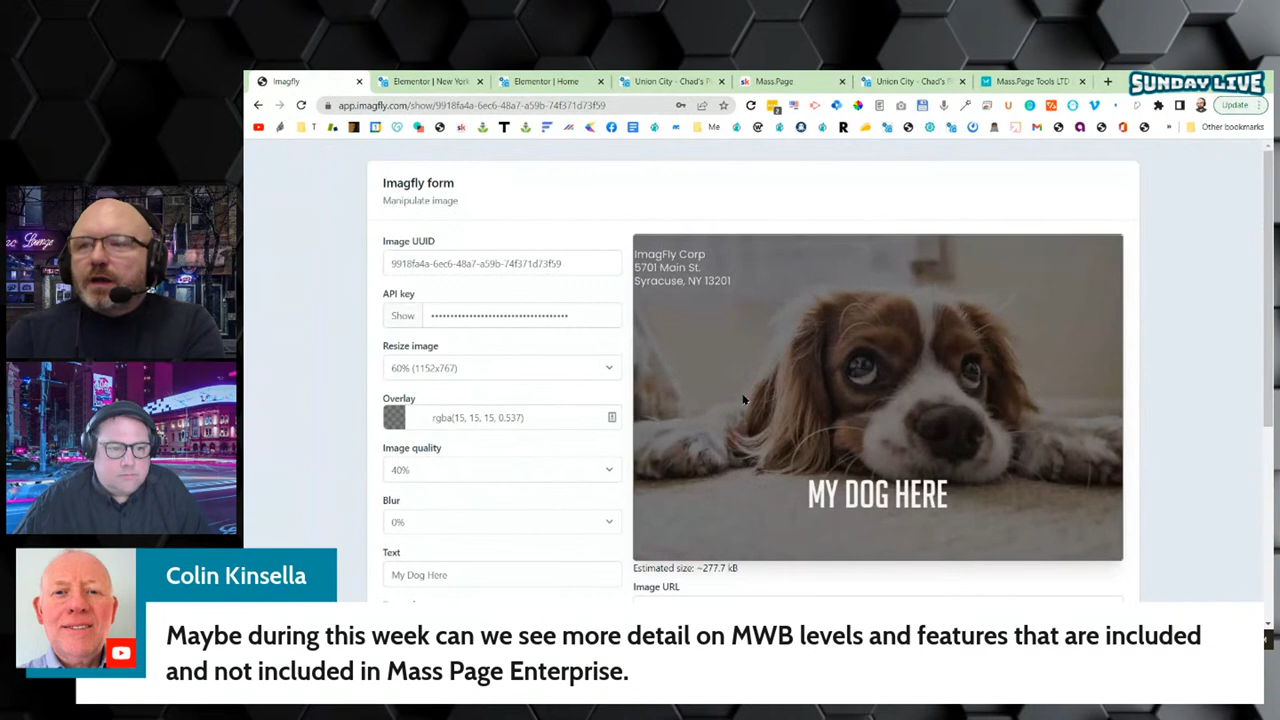 SUNDAY LIVE
Imagfly
Elementor | New York
Elementor | Home
Union City - Chad's P
Mass.Page
Union City - Chad's P
Mass.Page Tools LTD
app.imagfly.com/show/9918fa4a-6ec6-48a7-a59b-74f371d73f59
Update
Me
Other bookmarks
Imagfly form
Manipulate image
Image UUID
9918fa4a-6ec6-48a7-a59b-74f371d73f59
API key
Show
Resize image
60% (1152x767)
Overlay
rgba(15, 15, 15, 0.537)
Image quality
40%
Blur
0%
Text
My Dog Here
ImagFly Corp
5701 Main St.
Syracuse, NY 13201
MY DOG HERE
Estimated size: ~277.7 kB
Image URL
Colin Kinsella
Maybe during this week can we see more detail on MWB levels and features that are included
and not included in Mass Page Enterprise.